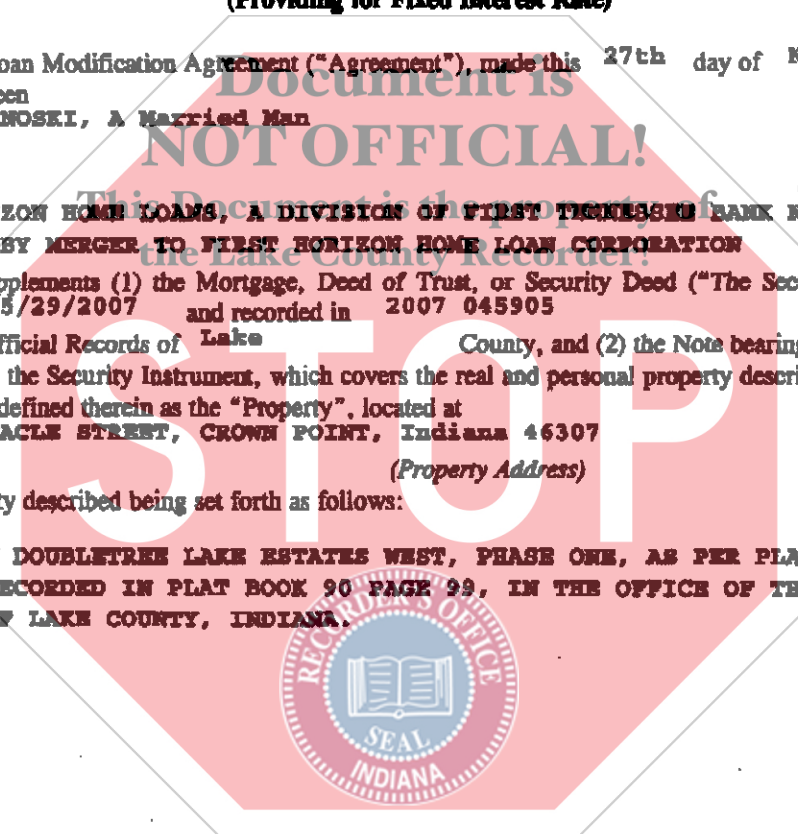 (Providing for Fixed Interest Rate)
oan Modification Agreement ("Agreement"), made this 27th day of
een
NOSKI, A Married Man
Document is
NOT OFFICIAL!
This Document is the property of
the Lake County Recorder!
ZON HOME LOANS, A DIVISION OF FIRST TENNESSEE BANK N
BY MERGER TO FIRST HORIZON HOME LOAN CORPORATION
pplements (1) the Mortgage, Deed of Trust, or Security Deed ("The Sec
5/29/2007 and recorded in 2007 045905
fficial Records of Lake County, and (2) the Note bearing
the Security Instrument, which covers the real and personal property descri
defined therein as the "Property", located at
ACLE STREET, CROWN POINT, Indiana 46307
(Property Address)
ty described being set forth as follows:
STOP
DOUBLETREE LAKE ESTATES WEST, PHASE ONE, AS PER PLA
ECORDED IN PLAT BOOK 90 PAGE 99, IN THE OFFICE OF TH
F LAKE COUNTY, INDIANA.
RECORDER'S OFFICE
SEAL
INDIANA